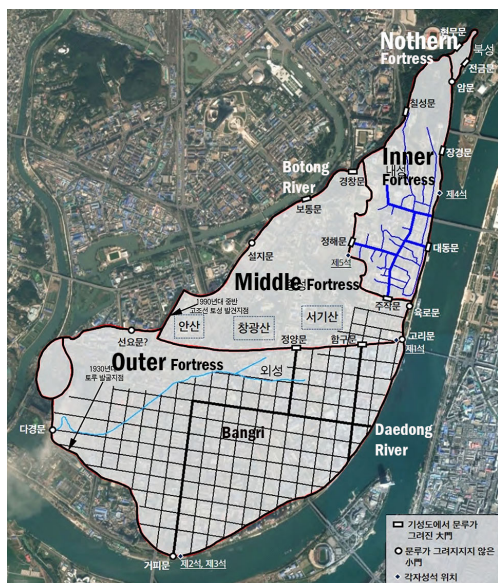 현무문
Nothern
Fortress
북성
전금문
암문
칠성문
장경문
Inner
Fortress
내성
Botong
River
경창문
제4석
보통문
정해문
대동문
설지문
제5석
Middle Fortress
1990년대 중반
고조선 토성 발견지점
주작문
육로문
안산
창광산
서기산
선요문?
정양문
함구문
고리문
제1석
Outer Fortress
외성
1930년대
토루 발굴지점
다경문
Bangri
Daedong
River
거피문
제2석, 제3석
기성도에서 문루가
그려진 大門
문루가 그려지지 않은
小門
각자성석 위치